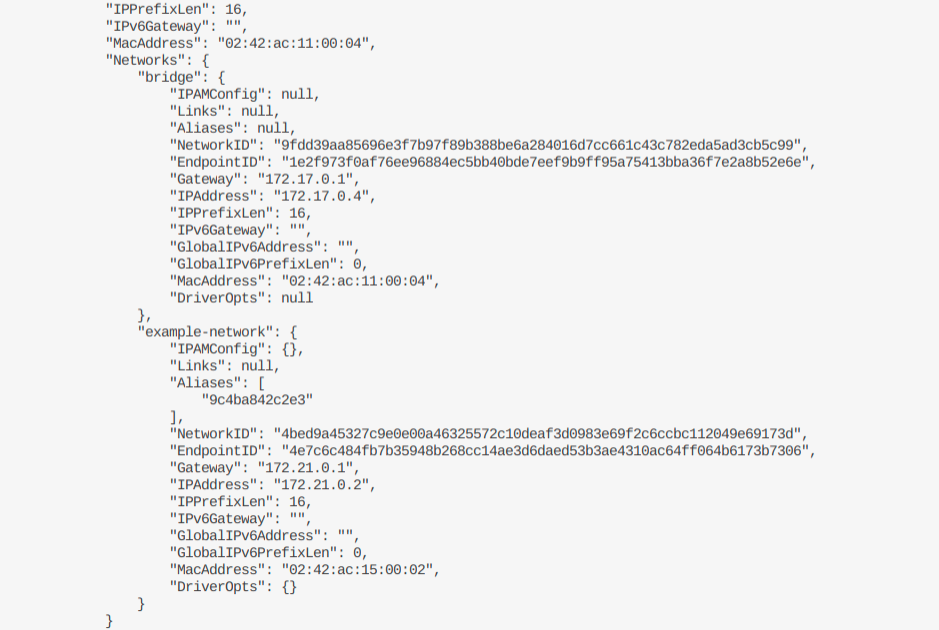 "IPPrefixLen": 16,
"IPv6Gateway": "",
"MacAddress": "02:42:ac:11:00:04",
"Networks": {
"bridge": {
"IPAMConfig": null,
"Links": null,
"Aliases": null,
"NetworkID": "9fdd39aa85696e3f7b97f89b388be6a284016d7cc661c43c782eda5ad3cb5c99",
"EndpointID": "1e2f973f0af76ee96884ec5bb40bde7eef9b9ff95a75413bba36f7e2a8b52e6e",
"Gateway": "172.17.0.1",
"IPAddress": "172.17.0.4",
"IPPrefixLen": 16,
"IPv6Gateway": "",
"GlobalIPv6Address": "",
"GlobalIPv6PrefixLen": 0,
"MacAddress": "02:42:ac:11:00:04",
"DriverOpts": null
},
"example-network": {
"IPAMConfig": {},
"Links": null,
"Aliases": [
"9c4ba842c2e3"
],
"NetworkID": "4bed9a45327c9e0e00a46325572c10deaf3d0983e69f2c6ccbc112049e69173d",
"EndpointID": "4e7c6c484fb7b35948b268cc14ae3d6daed53b3ae4310ac64ff064b6173b7306",
"Gateway": "172.21.0.1",
"IPAddress": "172.21.0.2",
"IPPrefixLen": 16,
"IPv6Gateway": "",
"GlobalIPv6Address": "",
"GlobalIPv6PrefixLen": 0,
"MacAddress": "02:42:ac:15:00:02",
"DriverOpts": {}
}
}